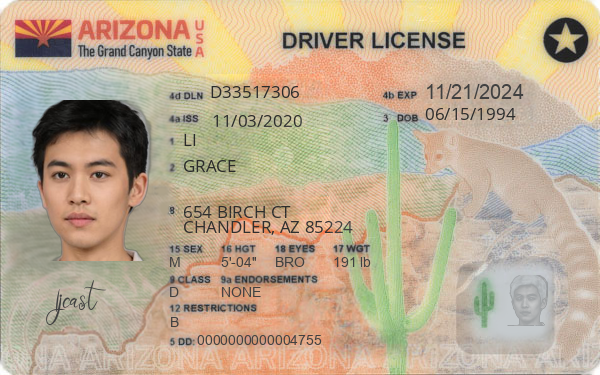 ARIZONA USA
The Grand Canyon State
DRIVER LICENSE
4d DLN D33517306
4b EXP 11/21/2024
4a ISS 11/03/2020
3 DOB 06/15/1994
1 LI
2 GRACE
8 654 BIRCH CT
CHANDLER, AZ 85224
15 SEX 16 HGT 18 EYES 17 WGT
M 5'-04" BRO 191 lb
9 CLASS 9a ENDORSEMENTS
D NONE
12 RESTRICTIONS
B
ljcast
5 DD: 0000000000004755
ARIZONA ARIZONA ARIZONA ARIZONA